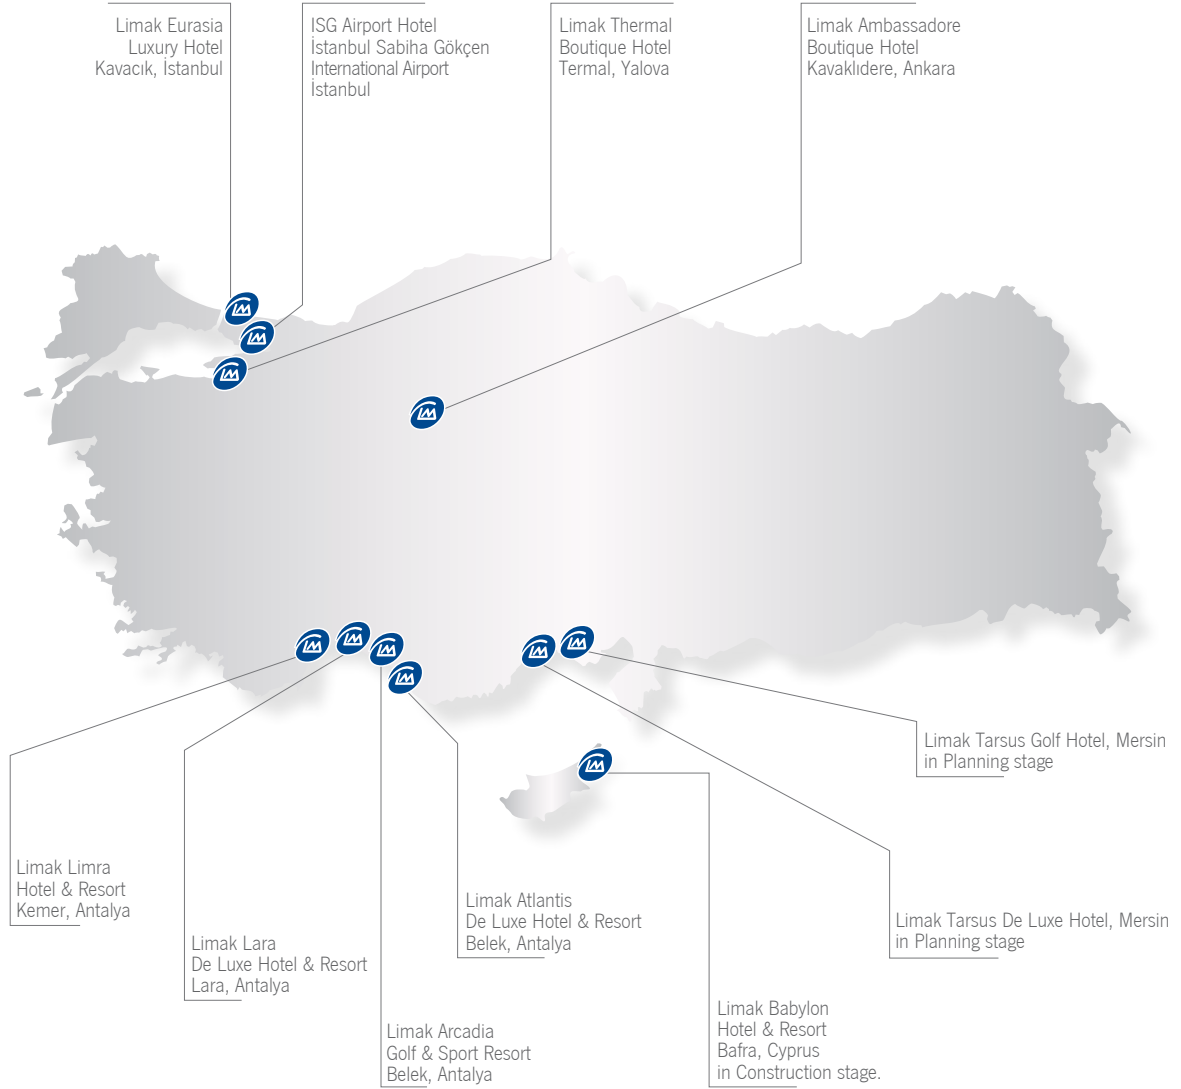 Limak Eurasia
Luxury Hotel
Kavacık, İstanbul
ISG Airport Hotel
İstanbul Sabiha Gökçen
International Airport
İstanbul
Limak Thermal
Boutique Hotel
Termal, Yalova
Limak Ambassadore
Boutique Hotel
Kavaklıdere, Ankara
Limak Tarsus Golf Hotel, Mersin
in Planning stage
Limak Limra
Hotel & Resort
Kemer, Antalya
Limak Atlantis
De Luxe Hotel & Resort
Belek, Antalya
Limak Tarsus De Luxe Hotel, Mersin
in Planning stage
Limak Lara
De Luxe Hotel & Resort
Lara, Antalya
Limak Arcadia
Golf & Sport Resort
Belek, Antalya
Limak Babylon
Hotel & Resort
Bafra, Cyprus
in Construction stage.